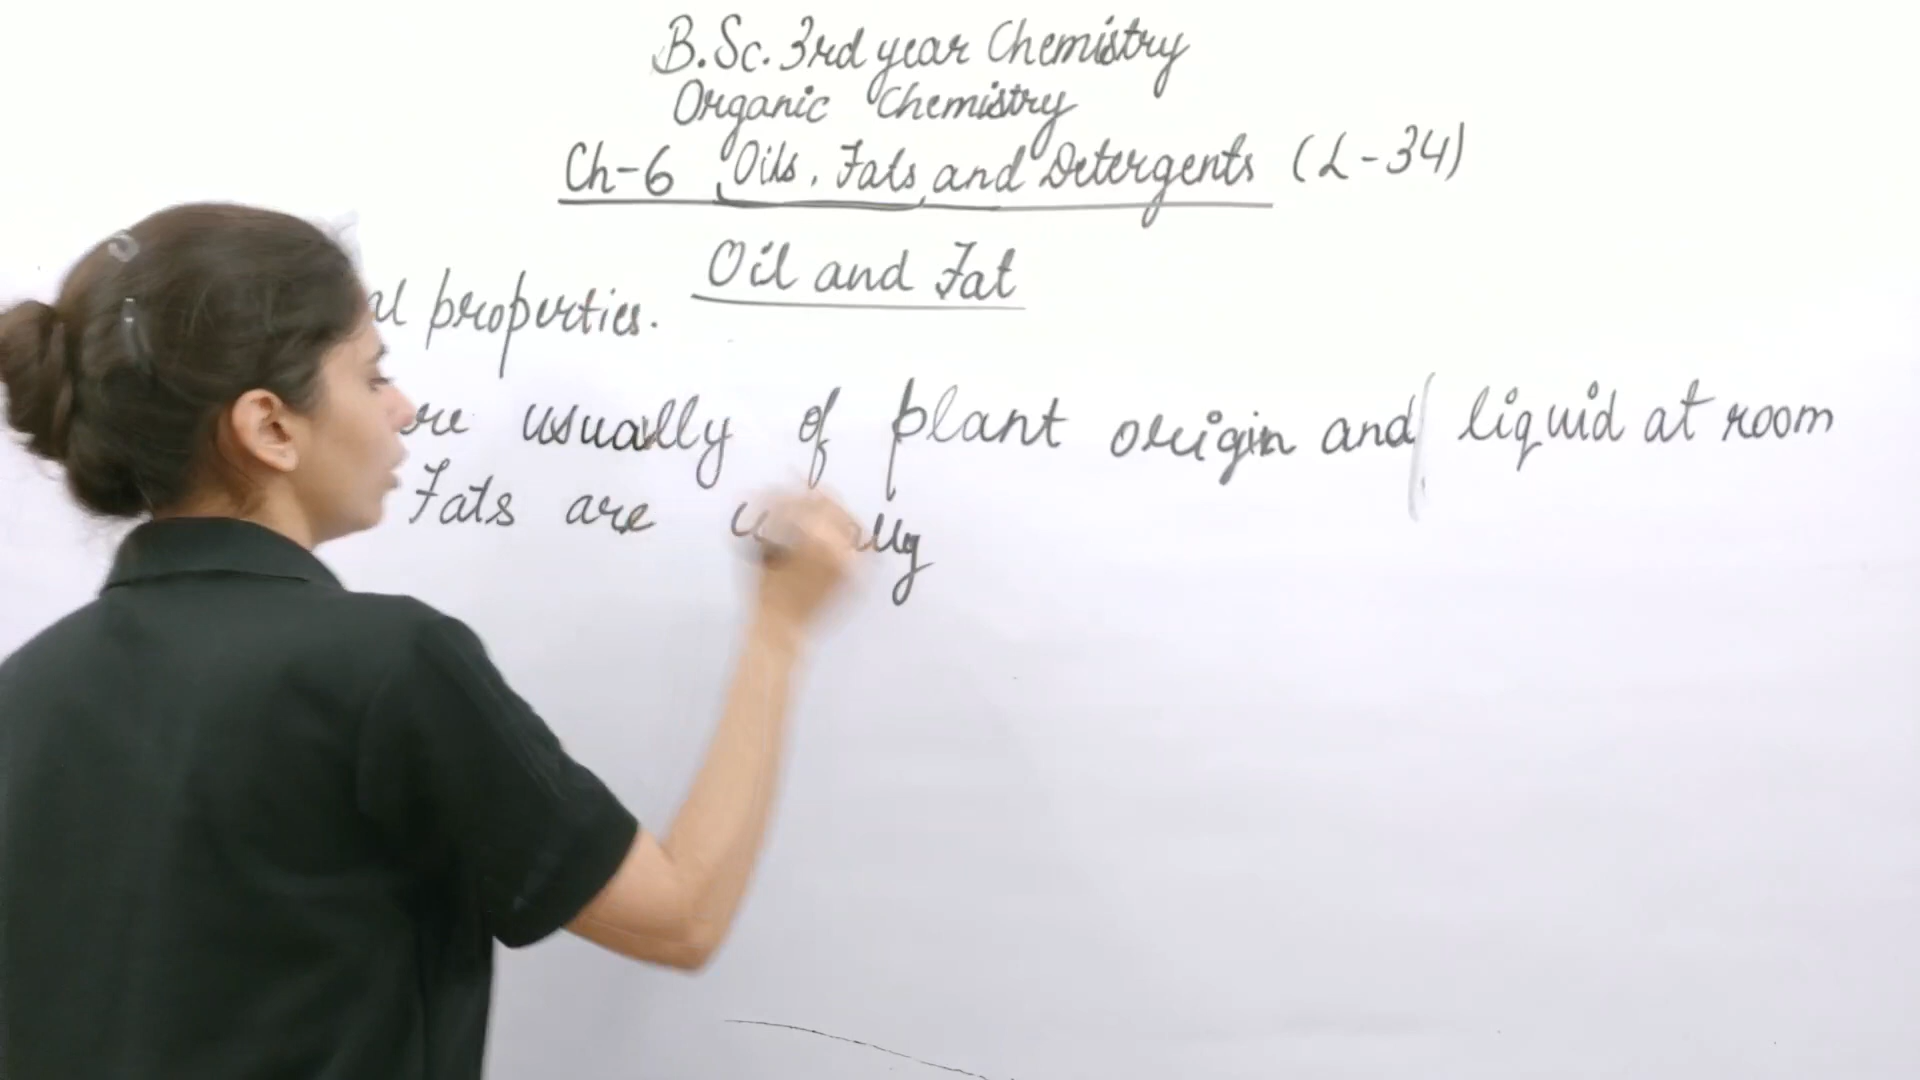 B.Sc. 3rd year Chemistry
Organic Chemistry
Ch-6 Oils, Fats and Detergents (L-34)
Oil and Fat
properties.
usually of plant origin and liquid at room
Fats are usually